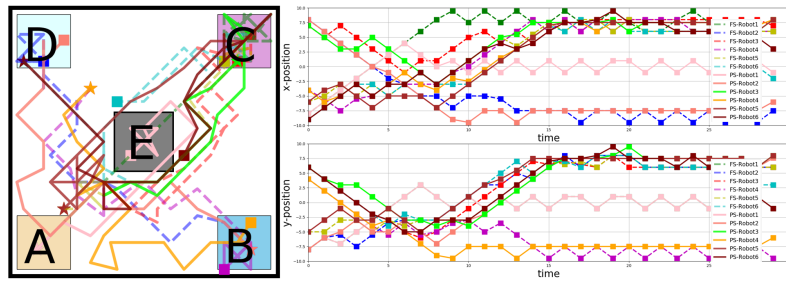 D
C
E
A
B
10.0
7.5
5.0
2.5
0.0
-2.5
-5.0
-7.5
-10.0
x-position
0
5
10
15
20
25
time
FS-Robot1
FS-Robot2
FS-Robot3
FS-Robot4
FS-Robot5
FS-Robot6
PS-Robot1
PS-Robot2
PS-Robot3
PS-Robot4
PS-Robot5
PS-Robot6
10.0
7.5
5.0
2.5
0.0
-2.5
-5.0
-7.5
-10.0
y-position
0
5
10
15
20
25
time
FS-Robot1
FS-Robot2
FS-Robot3
FS-Robot4
FS-Robot5
FS-Robot6
PS-Robot1
PS-Robot2
PS-Robot3
PS-Robot4
PS-Robot5
PS-Robot6